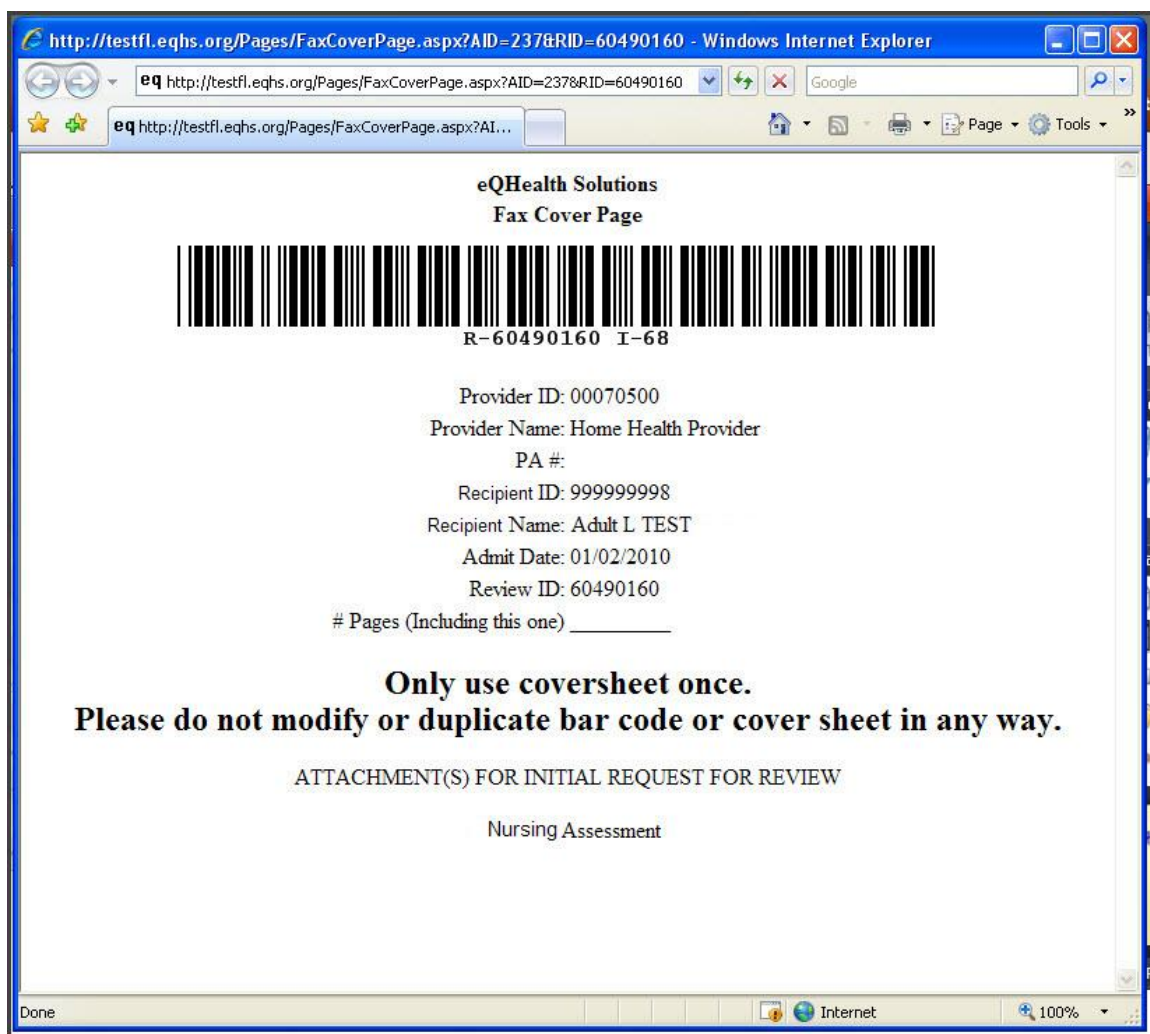 http://testfl.eqhs.org/Pages/FaxCoverPage.aspx?AID=237&RID=60490160 - Windows Internet Explorer
eQ http://testfl.eqhs.org/Pages/FaxCoverPage.aspx?AID=237&RID=60490160 Google
eQ http://testfl.eqhs.org/Pages/FaxCoverPage.aspx?AI... Page Tools »
eQHealth Solutions
Fax Cover Page
R-60490160 I-68
Provider ID: 00070500
Provider Name: Home Health Provider
PA #:
Recipient ID: 999999998
Recipient Name: Adult L TEST
Admit Date: 01/02/2010
Review ID: 60490160
# Pages (Including this one) __________
Only use coversheet once.
Please do not modify or duplicate bar code or cover sheet in any way.
ATTACHMENT(S) FOR INITIAL REQUEST FOR REVIEW
Nursing Assessment
Done Internet 100%